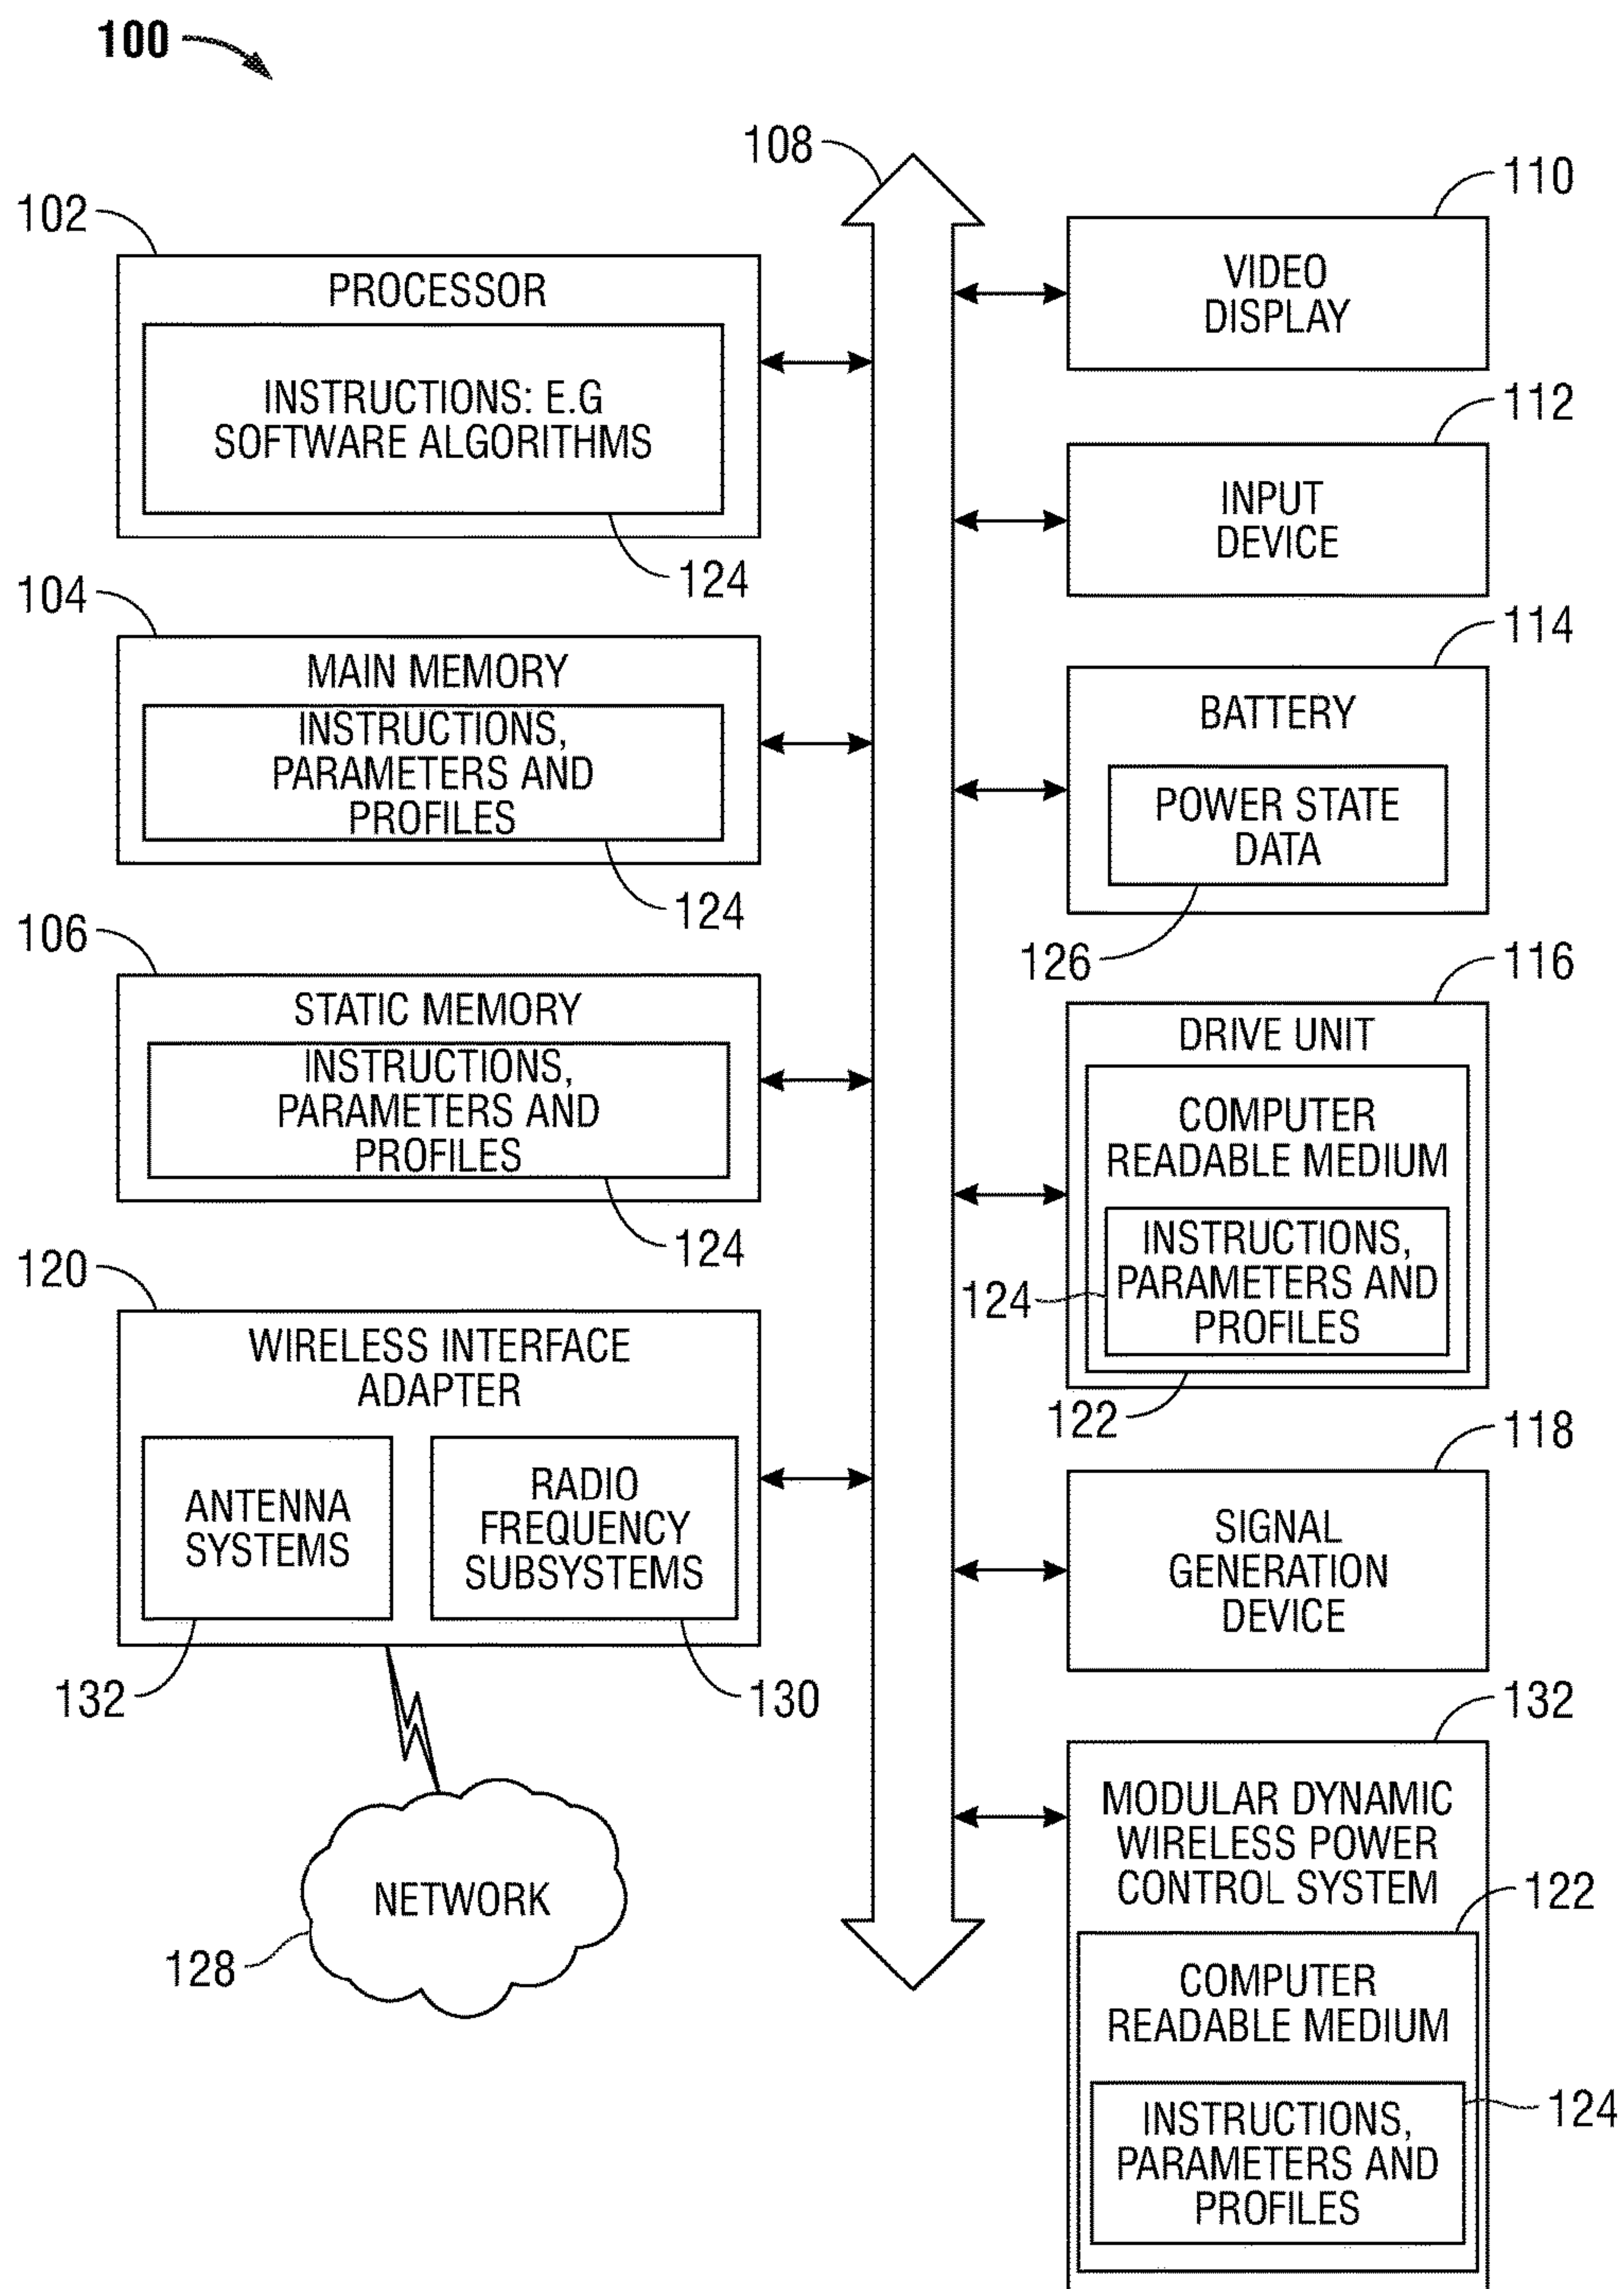 100
108
102
PROCESSOR
INSTRUCTIONS: E.G
SOFTWARE ALGORITHMS
124
104
MAIN MEMORY
INSTRUCTIONS,
PARAMETERS AND
PROFILES
124
106
STATIC MEMORY
INSTRUCTIONS,
PARAMETERS AND
PROFILES
124
120
WIRELESS INTERFACE
ADAPTER
ANTENNA
SYSTEMS
RADIO
FREQUENCY
SUBSYSTEMS
132
130
NETWORK
128
110
VIDEO
DISPLAY
112
INPUT
DEVICE
114
BATTERY
POWER STATE
DATA
126
116
DRIVE UNIT
COMPUTER
READABLE MEDIUM
INSTRUCTIONS,
PARAMETERS AND
PROFILES
124
122
118
SIGNAL
GENERATION
DEVICE
132
MODULAR DYNAMIC
WIRELESS POWER
CONTROL SYSTEM
122
COMPUTER
READABLE MEDIUM
124
INSTRUCTIONS,
PARAMETERS AND
PROFILES